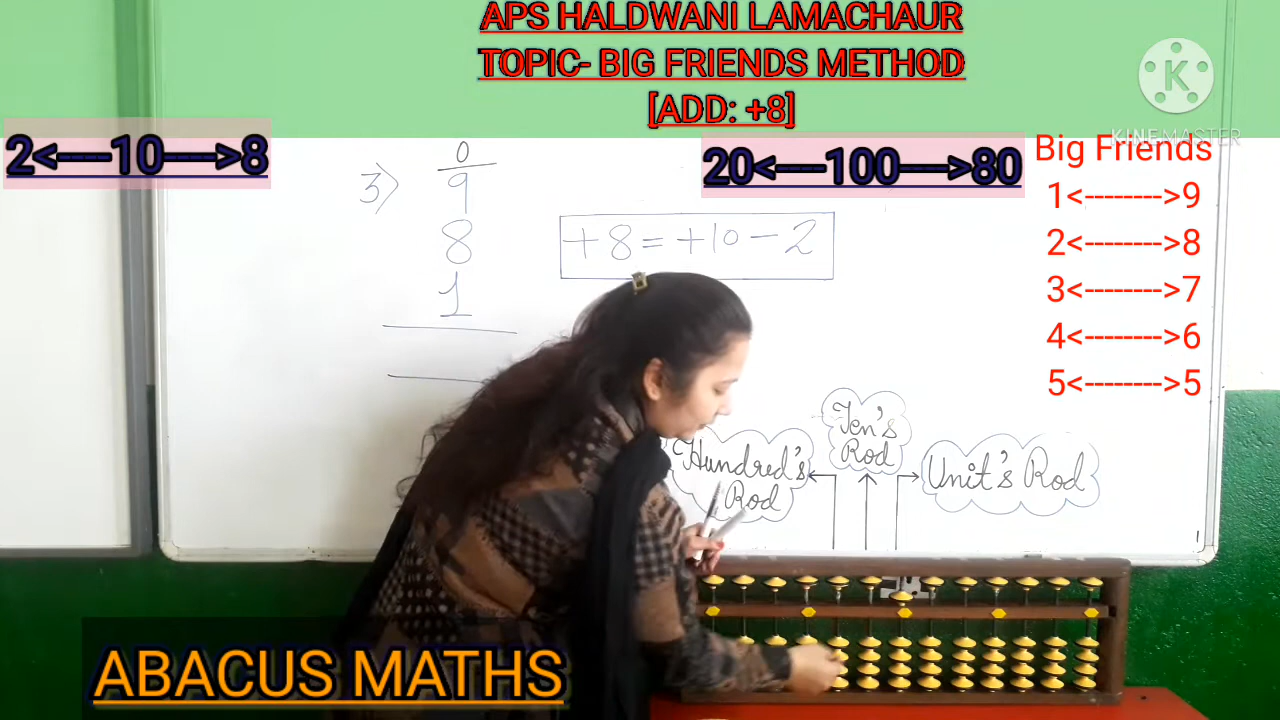 APS HALDWANI LAMACHAUR
TOPIC- BIG FRIENDS METHOD
[ADD: +8]
K
KINEMASTER
2<----10---->8
20<----100---->80
Big Friends
1<-------->9
2<-------->8
3<-------->7
4<-------->6
5<-------->5
0
3) 9
8
1
+8=+10-2
Hundred's
Rod
Ten's
Rod
Unit's Rod
ABACUS MATHS